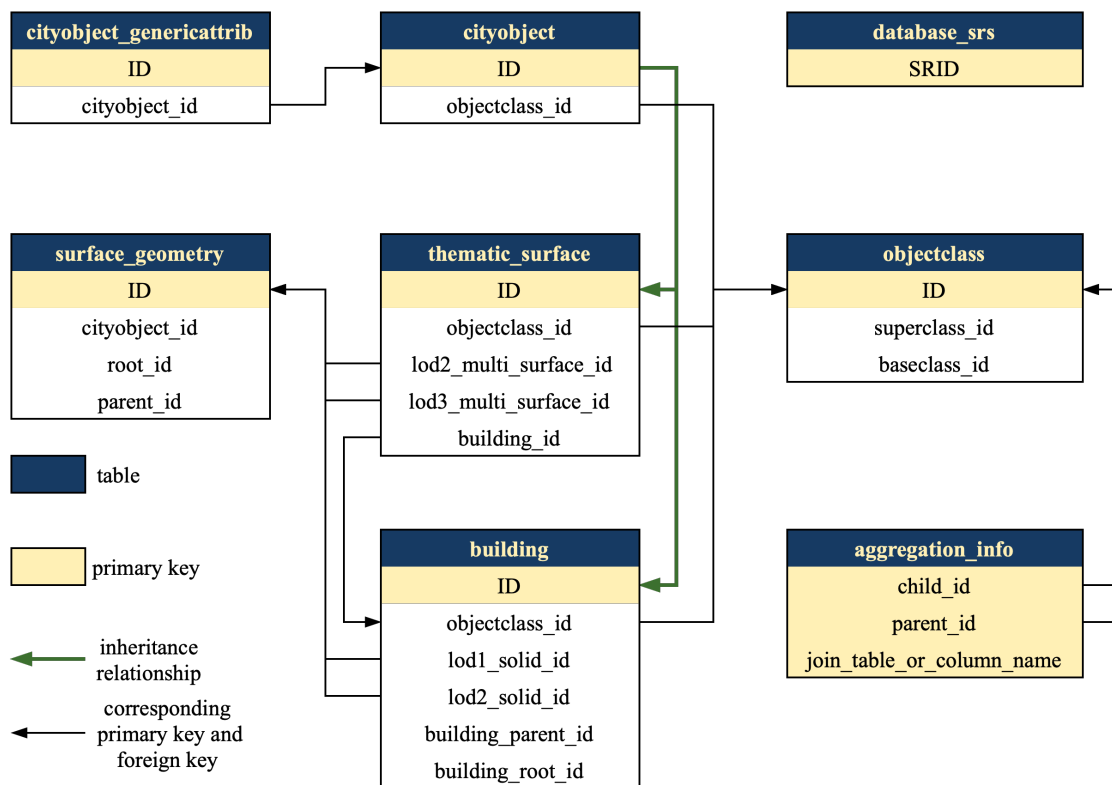 cityobject_genericattrib
ID
cityobject_id
cityobject
ID
objectclass_id
database_srs
SRID
surface_geometry
ID
cityobject_id
root_id
parent_id
thematic_surface
ID
objectclass_id
lod2_multi_surface_id
lod3_multi_surface_id
building_id
objectclass
ID
superclass_id
baseclass_id
table
primary key
inheritance
relationship
corresponding
primary key and
foreign key
building
ID
objectclass_id
lod1_solid_id
lod2_solid_id
building_parent_id
building_root_id
aggregation_info
child_id
parent_id
join_table_or_column_name